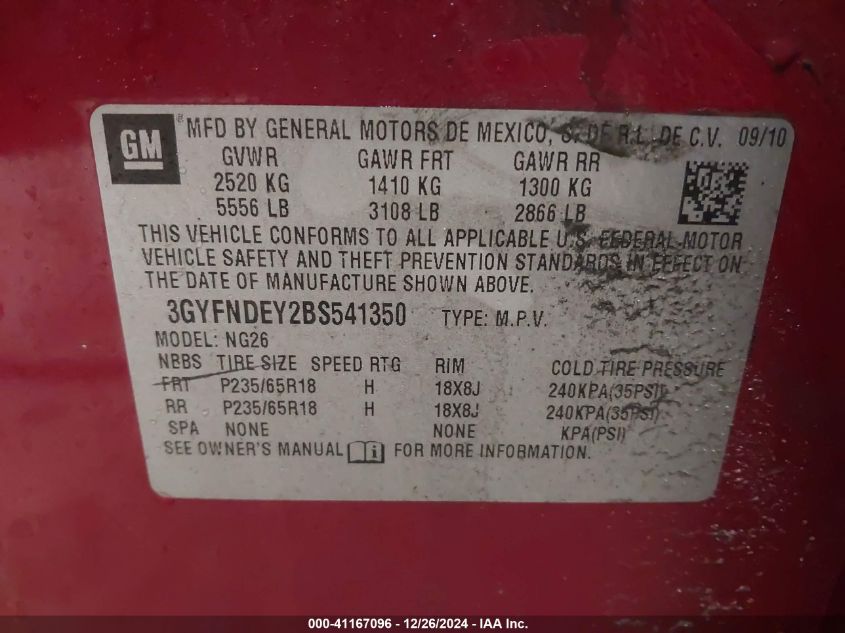 GM ® MFD BY GENERAL MOTORS DE MEXICO, S. DE R.L. DE C.V. 09/10
GVWR GAWR FRT GAWR RR
2520 KG 1410 KG 1300 KG
5556 LB 3108 LB 2866 LB
THIS VEHICLE CONFORMS TO ALL APPLICABLE U.S. FEDERAL MOTOR
VEHICLE SAFETY AND THEFT PREVENTION STANDARDS IN EFFECT ON
THE DATE OF MANUFACTURE SHOWN ABOVE.
3GYFNDEY2BS541350 TYPE: M.P.V.
MODEL: NG26
NBBS TIRE SIZE SPEED RTG RIM COLD TIRE PRESSURE
FRT P235/65R18 H 18X8J 240KPA(35PSI)
RR P235/65R18 H 18X8J 240KPA(35PSI)
SPA NONE NONE KPA(PSI)
SEE OWNER'S MANUAL i FOR MORE INFORMATION.
000-41167096 - 12/26/2024 - IAA Inc.